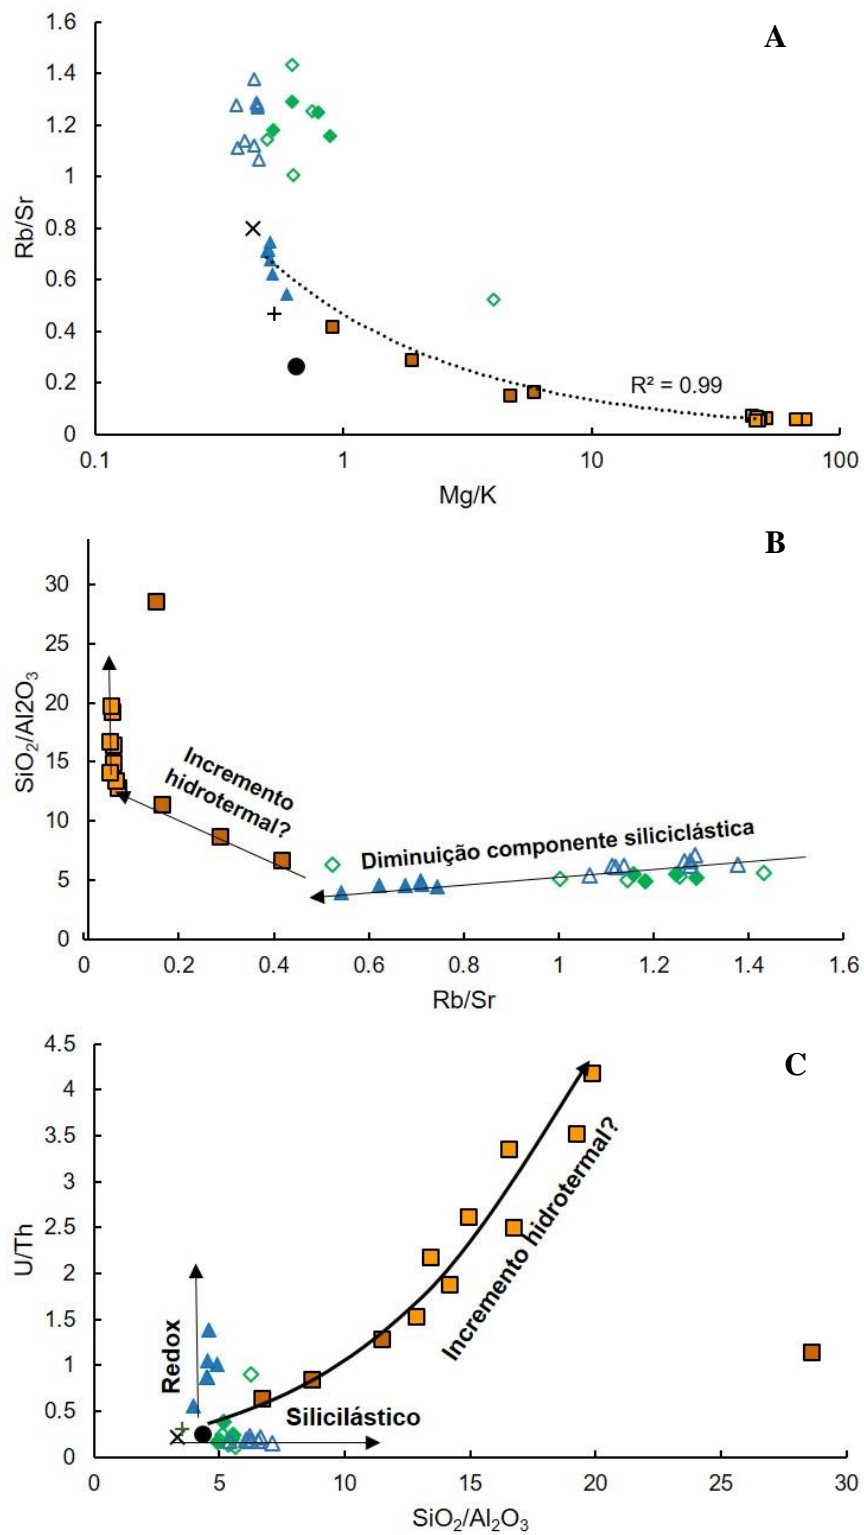 A
1.6
1.4
1.2
1
0.8
0.6
0.4
0.2
0
Rb/Sr
R² = 0.99
0.1 1 10 100
Mg/K
B
30
25
20
15
10
5
0
SiO₂/Al2O₃
Incremento
hidrotermal?
Diminuição componente siliciclástica
0 0.2 0.4 0.6 0.8 1 1.2 1.4 1.6
Rb/Sr
C
4.5
4
3.5
3
2.5
2
1.5
1
0.5
0
U/Th
Redox
Incremento hidrotermal?
Silicilástico
0 5 10 15 20 25 30
SiO₂/Al₂O₃